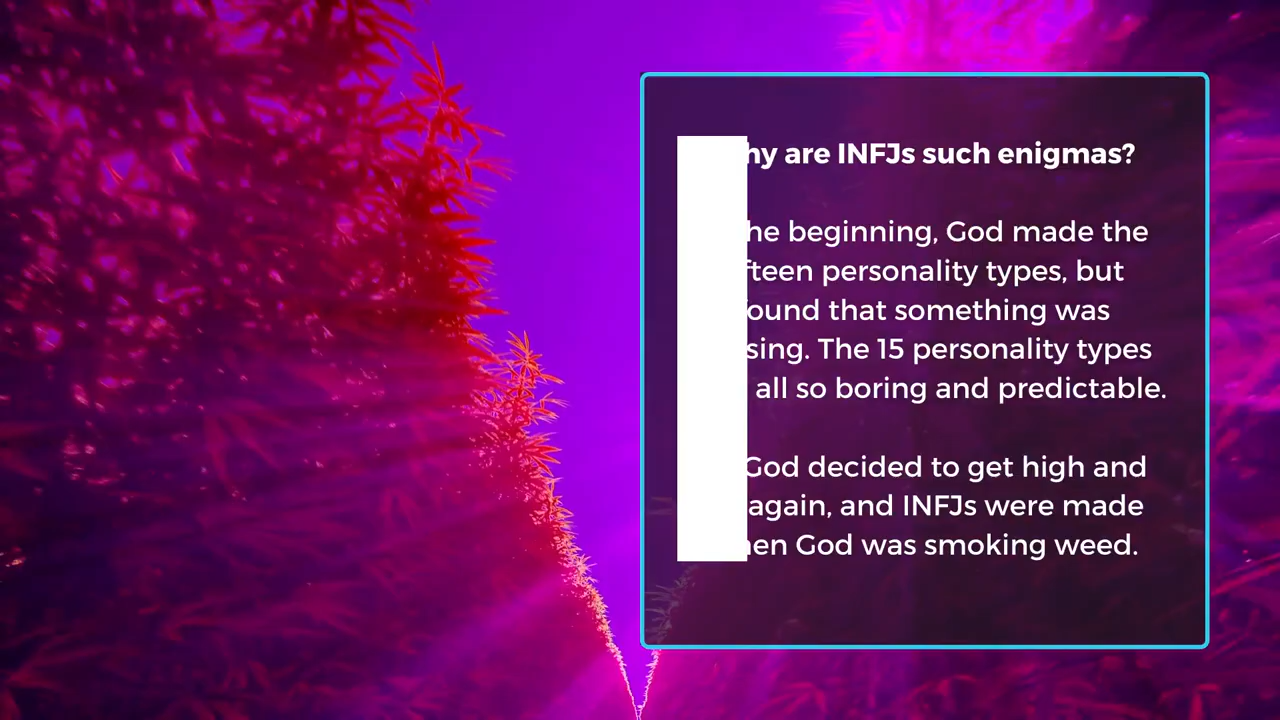 are INFJs such enigmas?
beginning, God made the
personality types, but
that something was
The 15 personality types
all so boring and predictable.
God decided to get high and
again, and INFJs were made
God was smoking weed.